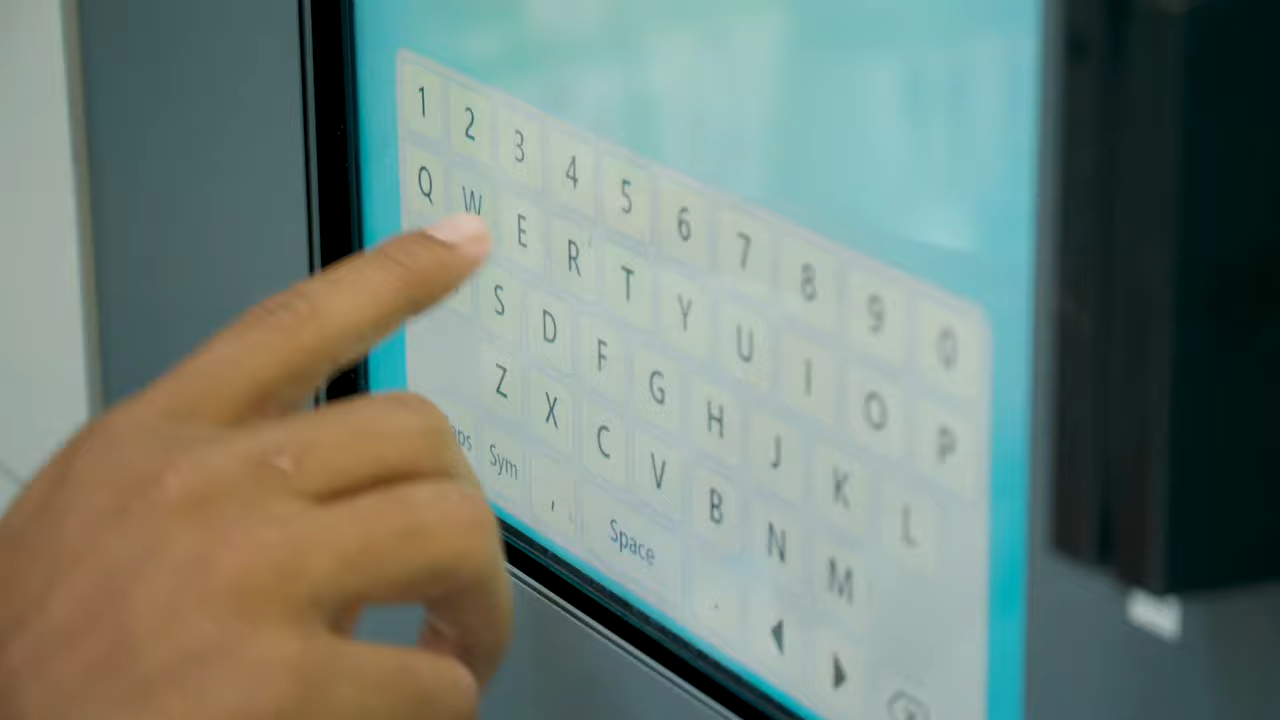 1 2 3 4 5 6 7 8 9 0
Q W E R T Y U I O P
S D F G H J K L
Z X C V B N M
Sym , Space . ◀ ▶